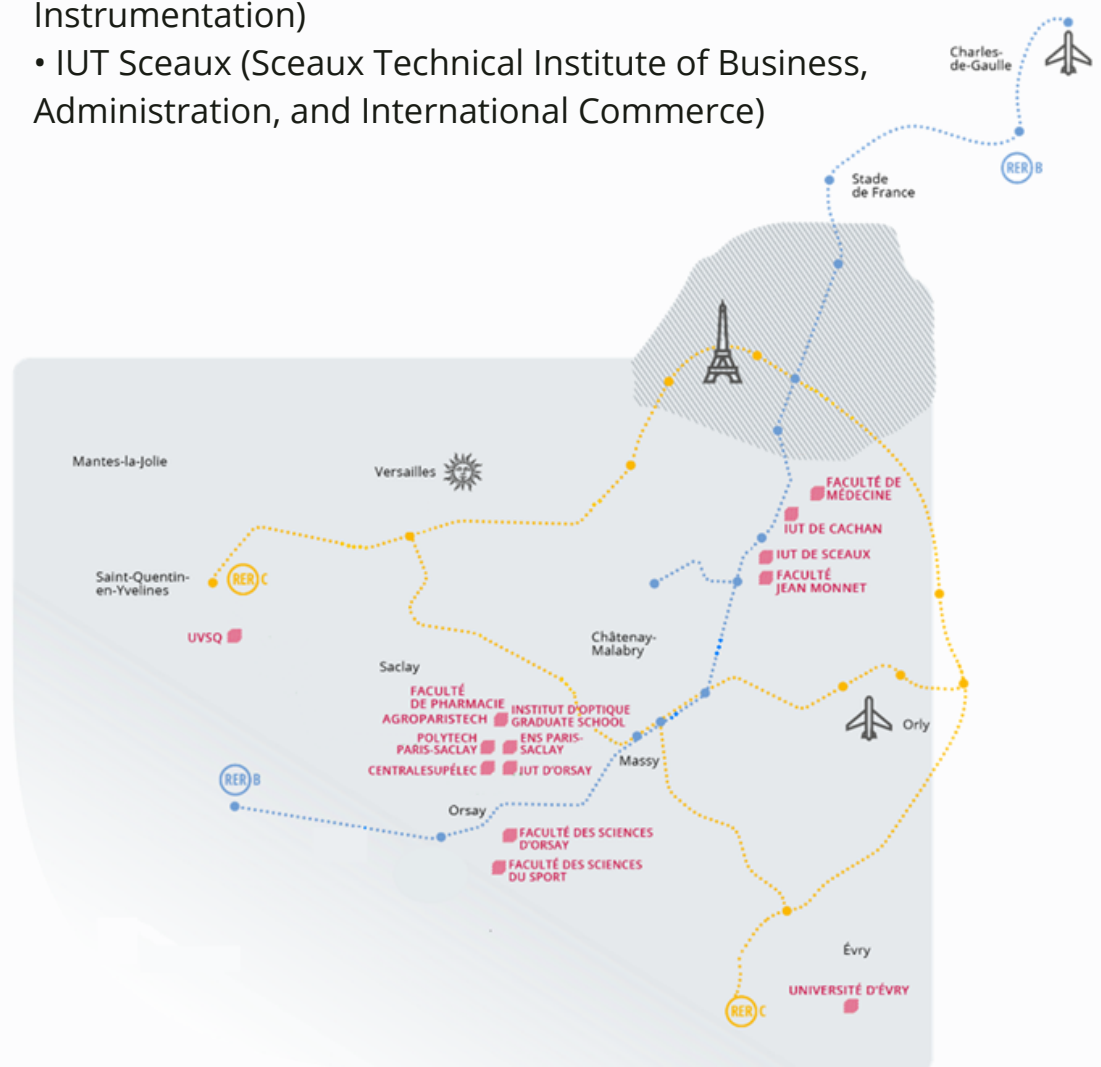 Instrumentation)
• IUT Sceaux (Sceaux Technical Institute of Business,
Administration, and International Commerce)
Charles-
de-Gaulle
RER B
Stade
de France
Mantes-la-Jolie
Versailles
FACULTÉ DE
MÉDECINE
IUT DE CACHAN
IUT DE SCEAUX
FACULTÉ
JEAN MONNET
Saint-Quentin-
en-Yvelines
RER C
UVSQ
Châtenay-
Malabry
Saclay
FACULTÉ
DE PHARMACIE
AGROPARISTECH
INSTITUT D'OPTIQUE
GRADUATE SCHOOL
POLYTECH
PARIS-SACLAY
ENS PARIS-
SACLAY
CENTRALESUPÉLEC
IUT D'ORSAY
Massy
Orly
RER B
Orsay
FACULTÉ DES SCIENCES
D'ORSAY
FACULTÉ DES SCIENCES
DU SPORT
Évry
UNIVERSITÉ D'ÉVRY
RER C